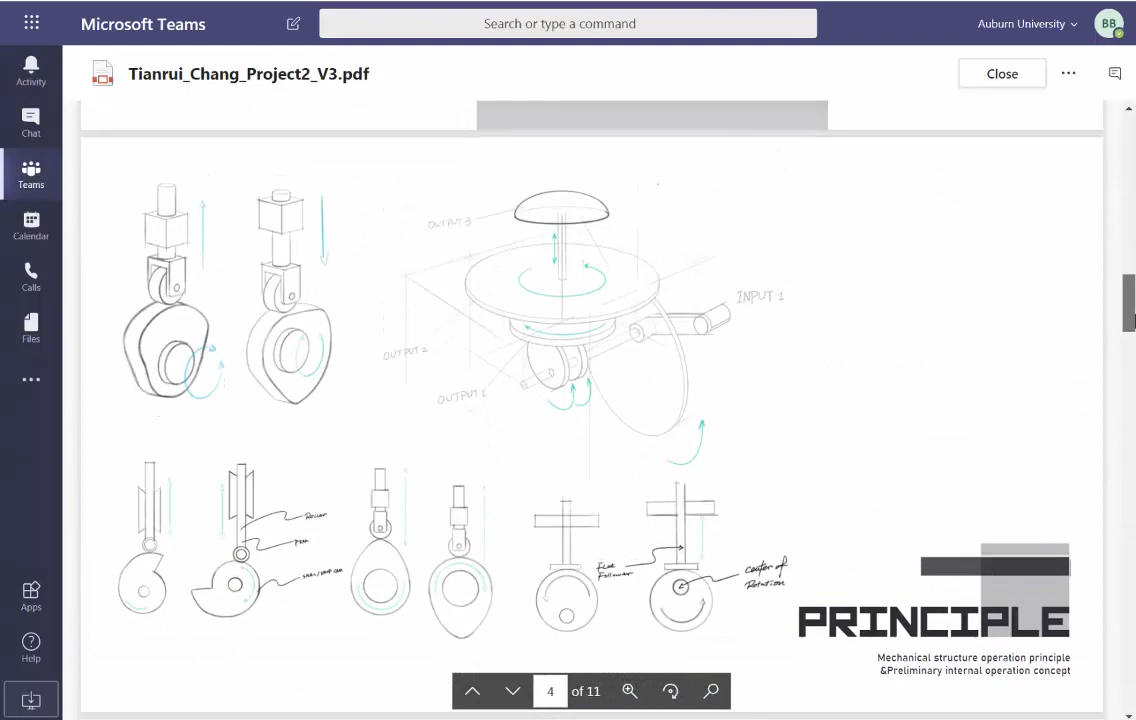 Microsoft Teams
Search or type a command
Auburn University
BB
Activity
Chat
Teams
Calendar
Calls
Files
Apps
Help
Tianrui_Chang_Project2_V3.pdf
Close
OUTPUT 3
INPUT 1
OUTPUT 2
OUTPUT 1
Roller
Flat
Follower
Center of
Rotation
PRINCIPLE
Mechanical structure operation principle
&Preliminary internal operation concept
4 of 11